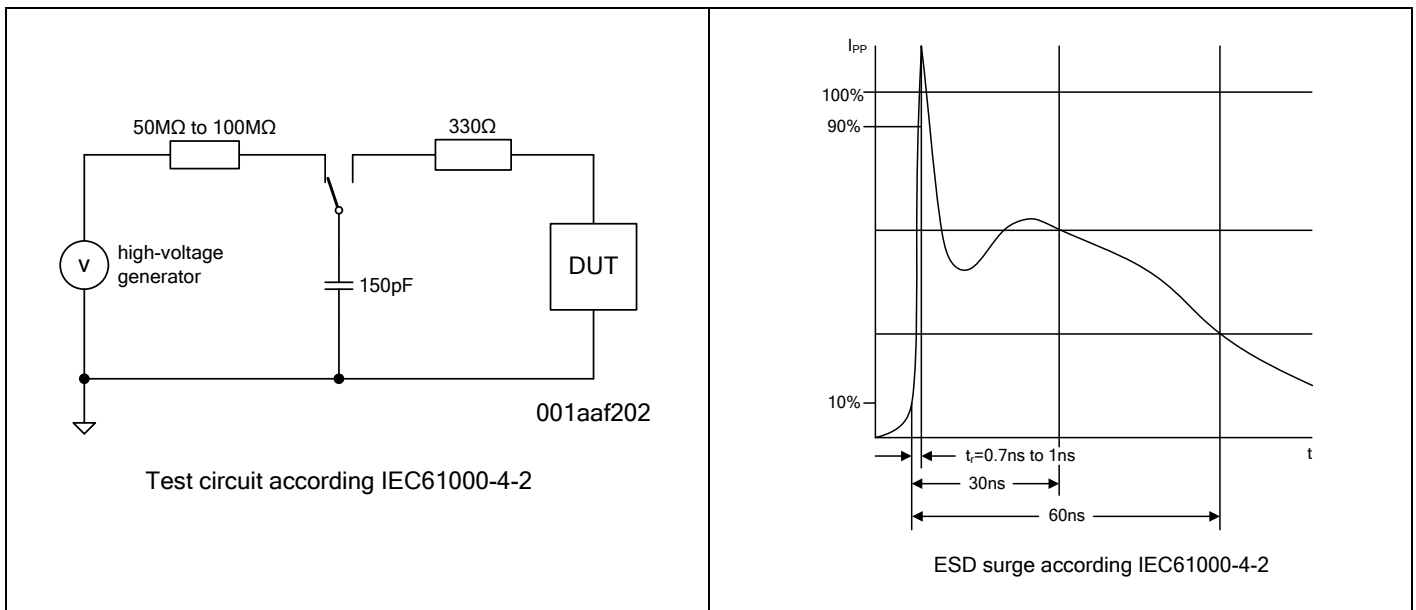 50MΩ to 100MΩ
330Ω
V
high-voltage
generator
150pF
DUT
001aaf202
Test circuit according IEC61000-4-2
IPP
100%
90%
10%
t
tr=0.7ns to 1ns
30ns
60ns
ESD surge according IEC61000-4-2